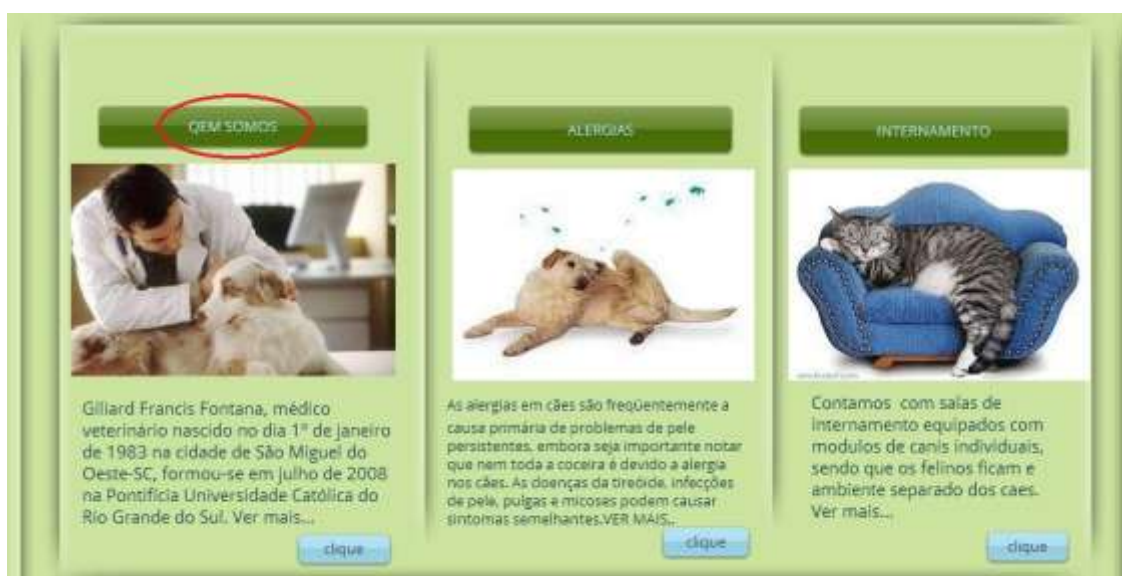 QEM SOMOS
Giliard Francis Fontana, médico
veterinário nascido no dia 1º de janeiro
de 1983 na cidade de São Miguel do
Oeste-SC, formou-se em julho de 2008
na Pontifícia Universidade Católica do
Rio Grande do Sul. Ver mais...
clique
ALERGIAS
As alergias em cães são freqüentemente a
causa primária de problemas de pele
persistentes, embora seja importante notar
que nem toda a coceira é devido a alergia
nos cães. As doenças da tireóide, infecções
de pele, pulgas e micoses podem causar
sintomas semelhantes.VER MAIS..
clique
INTERNAMENTO
Contamos com salas de
internamento equipados com
modulos de canis individuais,
sendo que os felinos ficam e
ambiente separado dos caes.
Ver mais...
clique